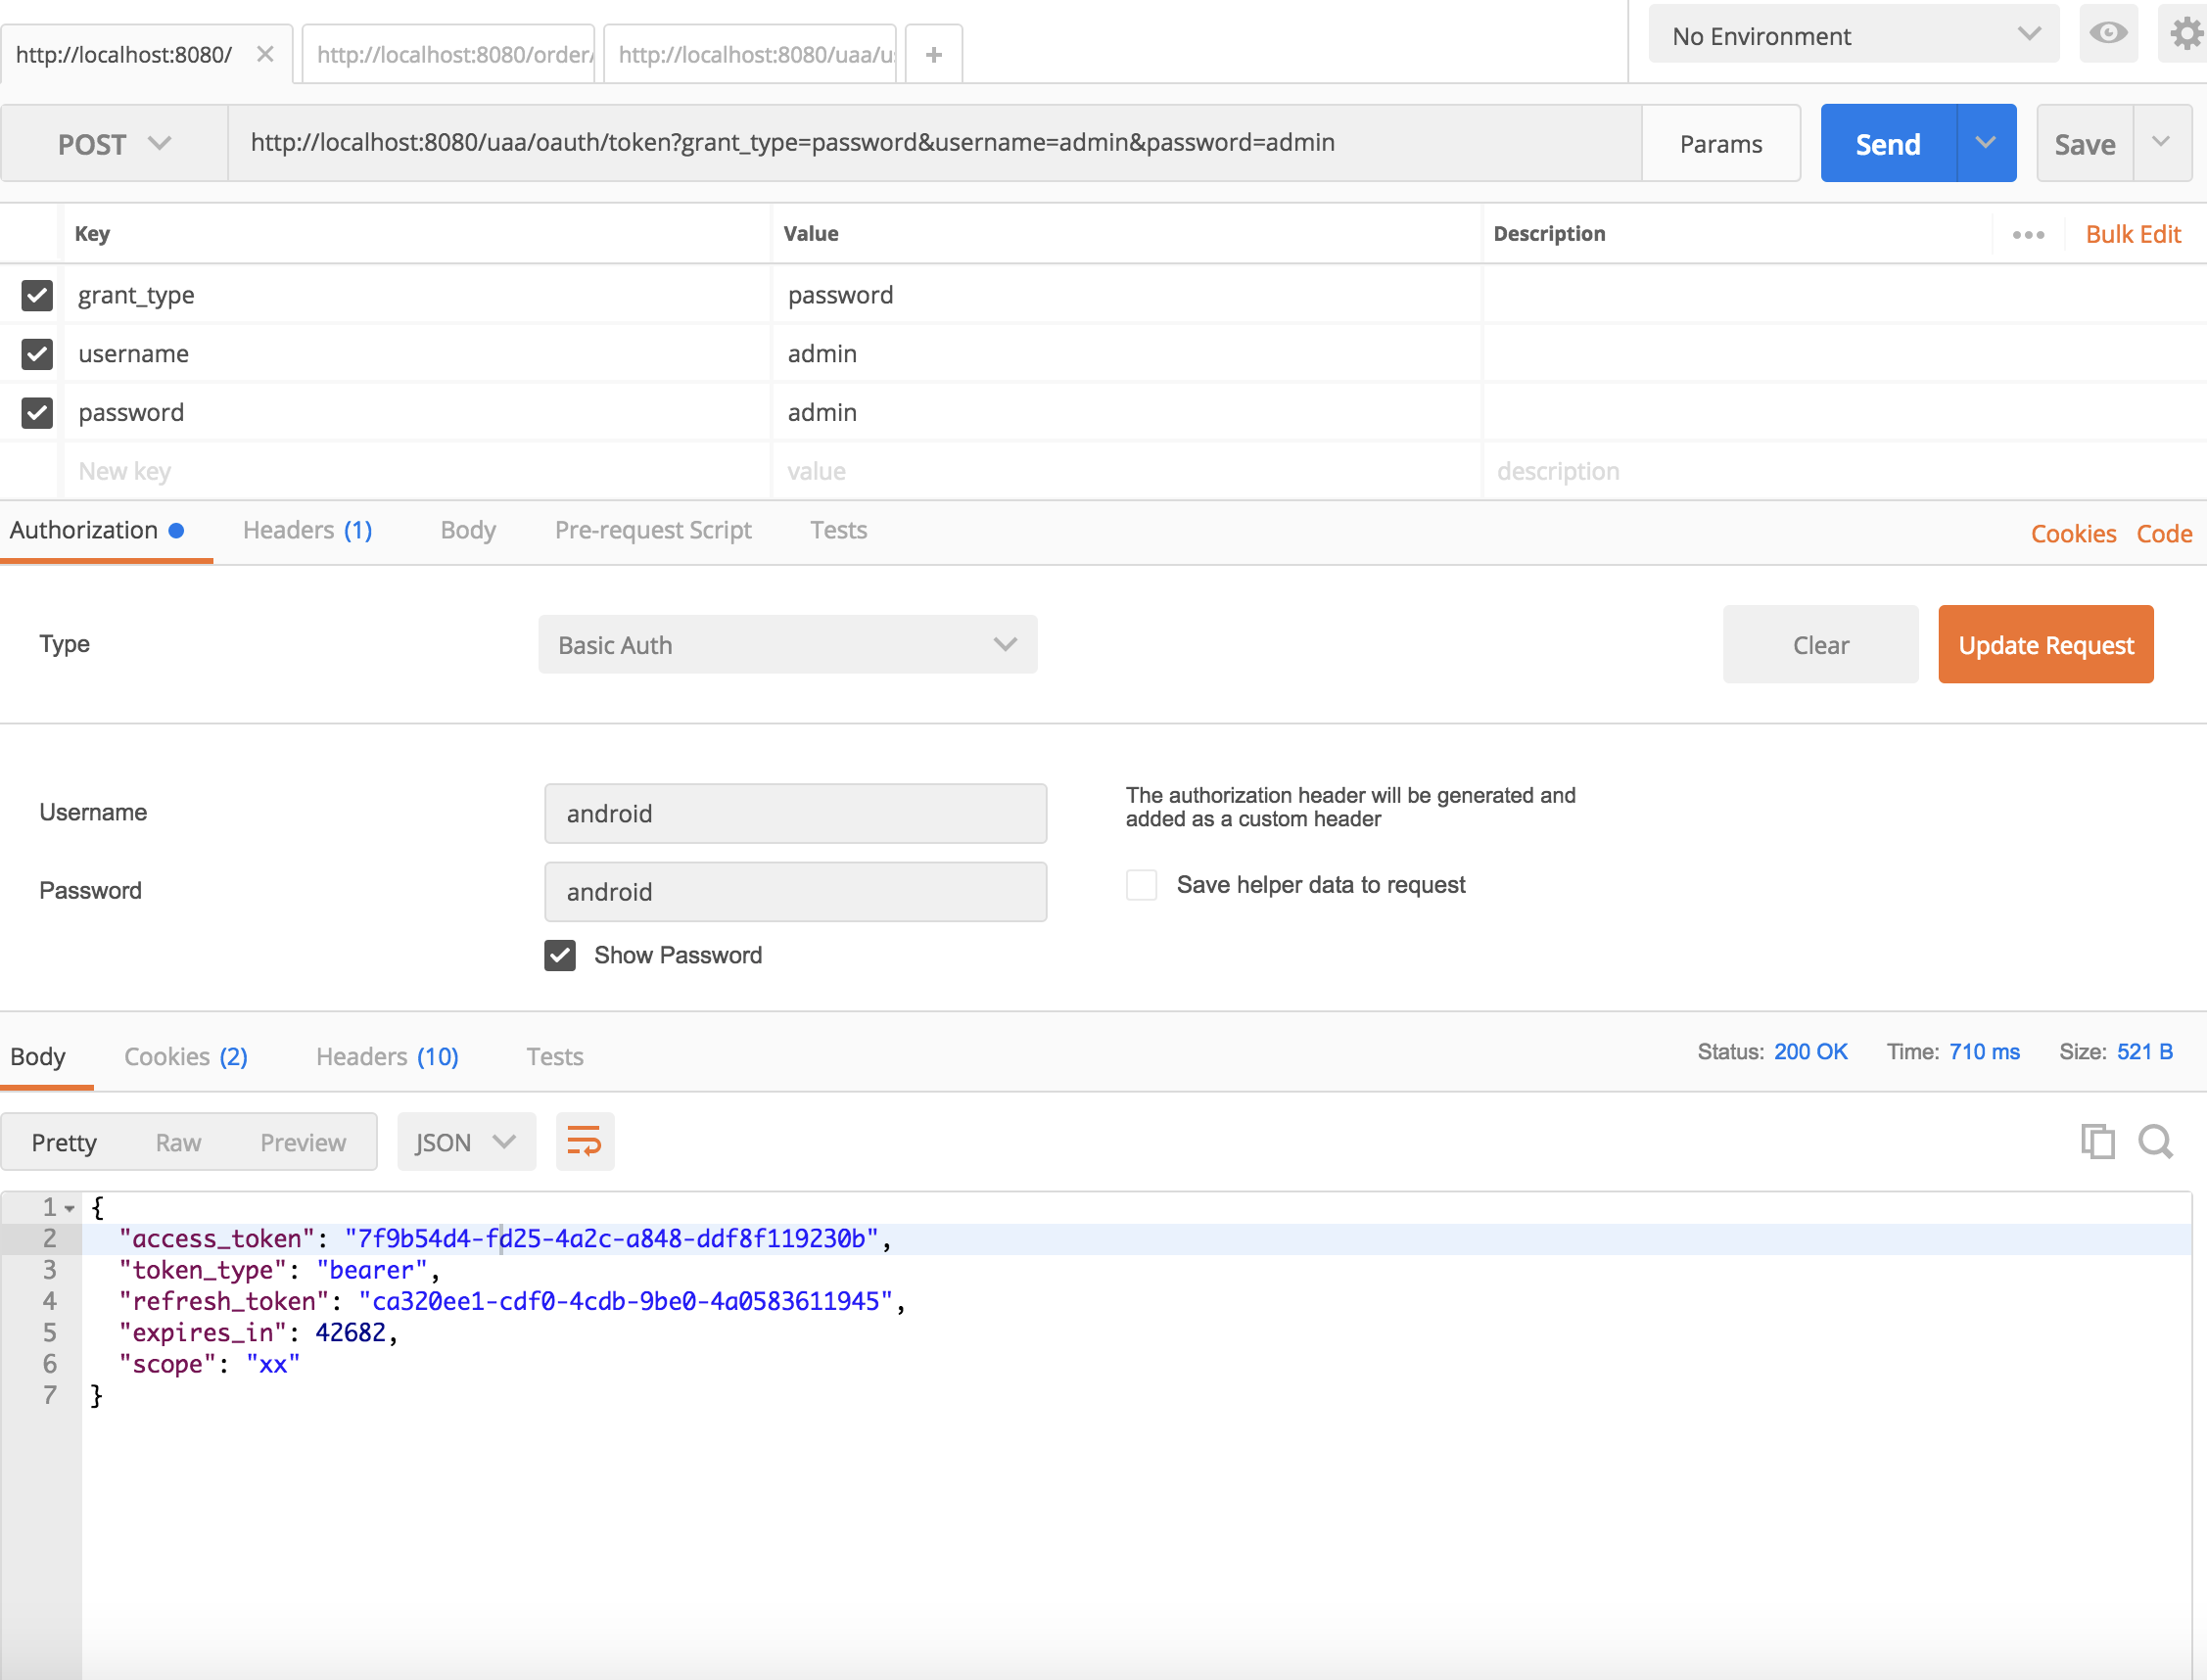 http://localhost:8080/
http://localhost:8080/order/
http://localhost:8080/uaa/u
No Environment
POST
http://localhost:8080/uaa/oauth/token?grant_type=password&username=admin&password=admin
Params
Send
Save
Key
Value
Description
Bulk Edit
grant_type
password
username
admin
password
admin
New key
value
description
Authorization
Headers (1)
Body
Pre-request Script
Tests
Cookies
Code
Type
Basic Auth
Clear
Update Request
Username
android
The authorization header will be generated and
added as a custom header
Password
android
Save helper data to request
Show Password
Body
Cookies (2)
Headers (10)
Tests
Status: 200 OK
Time: 710 ms
Size: 521 B
Pretty
Raw
Preview
JSON
1 {
2 "access_token": "7f9b54d4-fd25-4a2c-a848-ddf8f119230b",
3 "token_type": "bearer",
4 "refresh_token": "ca320ee1-cdf0-4cdb-9be0-4a0583611945",
5 "expires_in": 42682,
6 "scope": "xx"
7 }